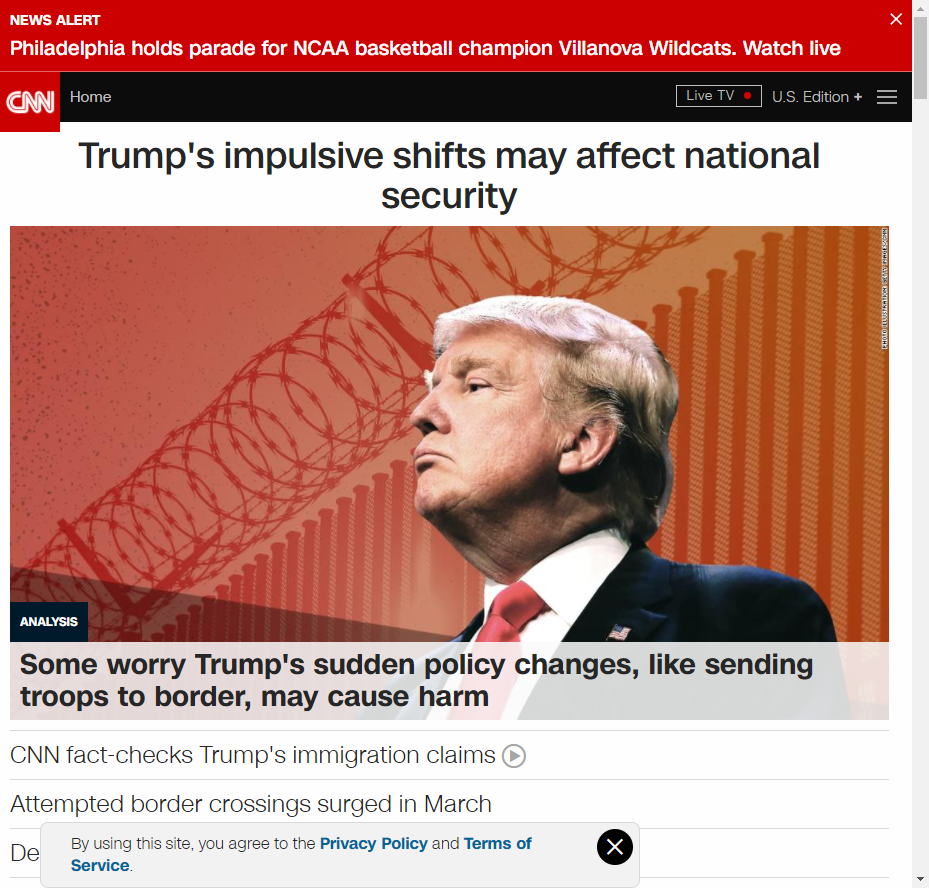 NEWS ALERT
Philadelphia holds parade for NCAA basketball champion Villanova Wildcats. Watch live
CNN
Home
Live TV
U.S. Edition +
Trump's impulsive shifts may affect national
security
PHOTO ILLUSTRATION: GETTY IMAGES/CNN
ANALYSIS
Some worry Trump's sudden policy changes, like sending
troops to border, may cause harm
CNN fact-checks Trump's immigration claims
Attempted border crossings surged in March
De
By using this site, you agree to the Privacy Policy and Terms of
Service.